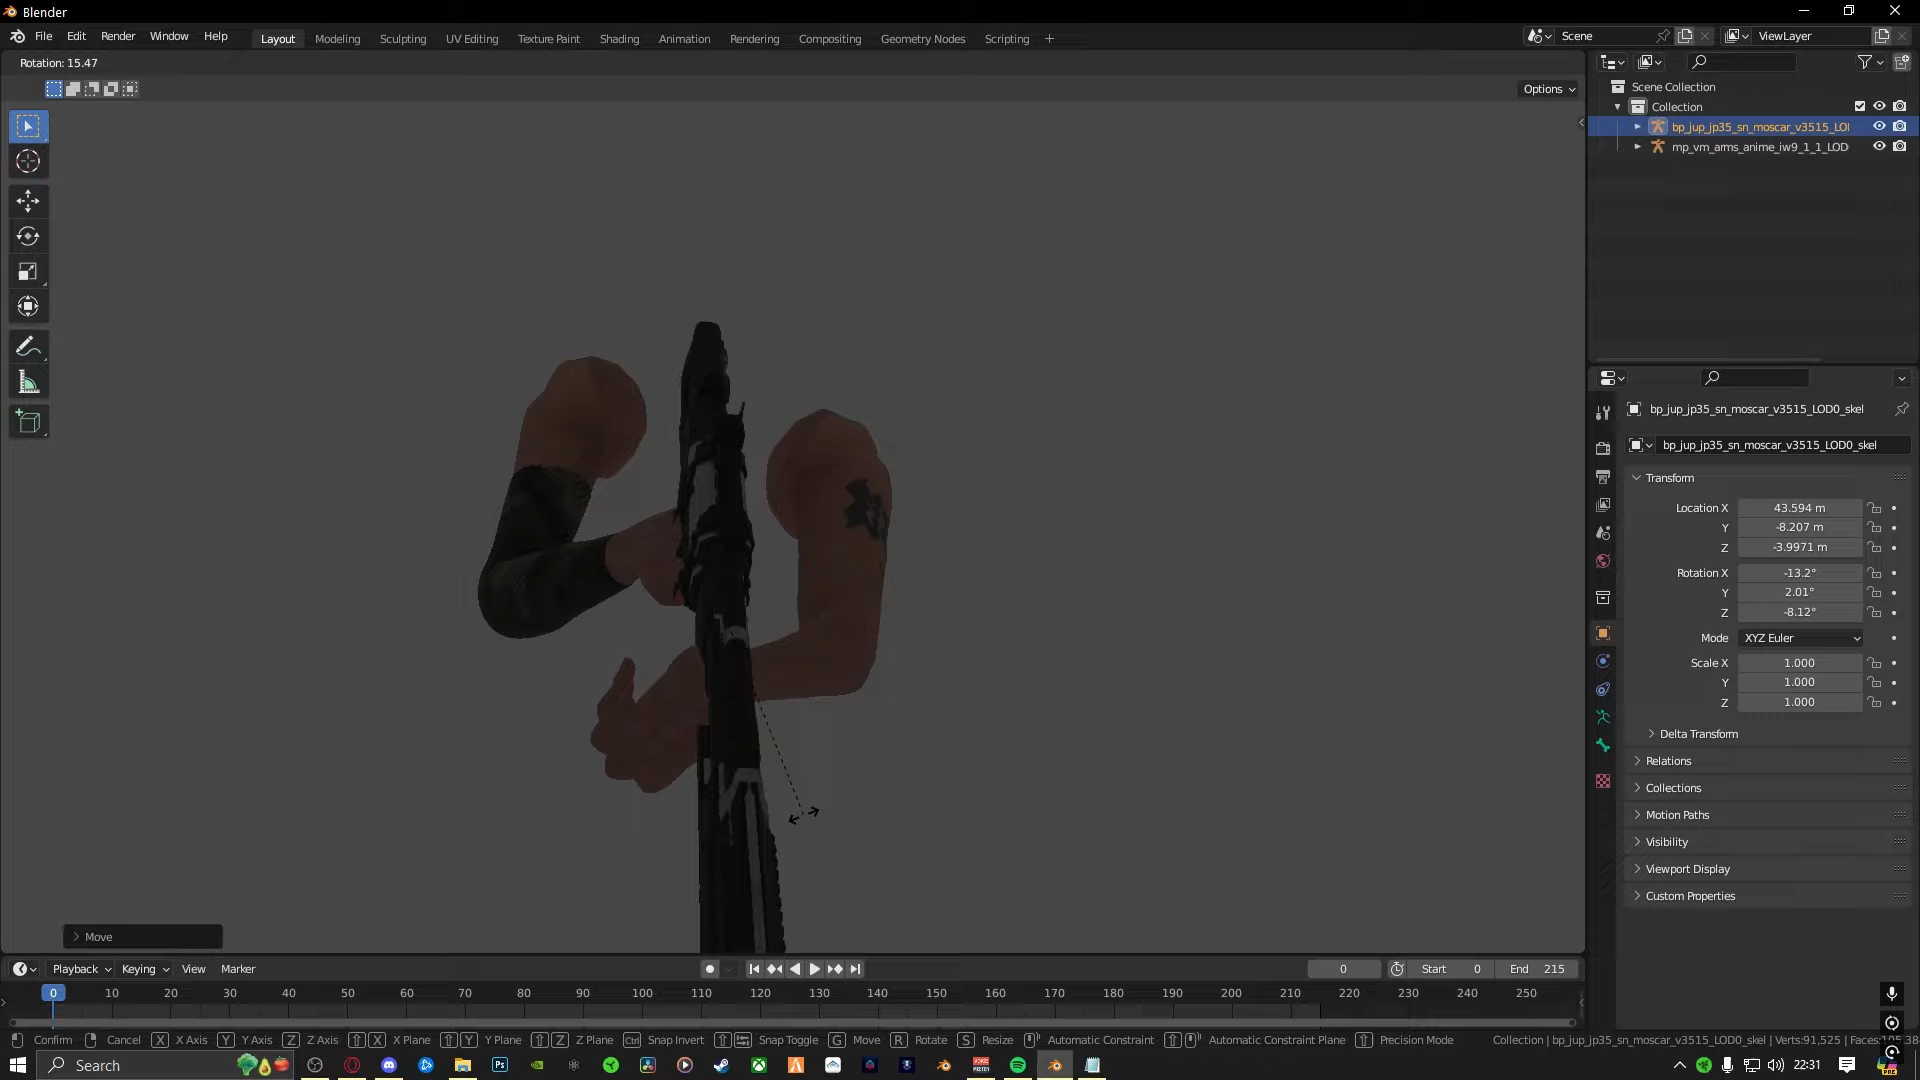 Blender
File Edit Render Window Help
Layout Modeling Sculpting UV Editing Texture Paint Shading Animation Rendering Compositing Geometry Nodes Scripting
Scene
ViewLayer
Rotation: 15.47
Options
Scene Collection
Collection
bp_jup_jp35_sn_moscar_v3515_LO
mp_vm_arms_anime_iw9_1_1_LOD
bp_jup_jp35_sn_moscar_v3515_LOD0_skel
bp_jup_jp35_sn_moscar_v3515_LOD0_skel
Transform
Location X 43.594 m
Y -8.207 m
Z -3.9971 m
Rotation X -13.2°
Y 2.01°
Z -8.12°
Mode XYZ Euler
Scale X 1.000
Y 1.000
Z 1.000
Delta Transform
Relations
Collections
Motion Paths
Visibility
Viewport Display
Custom Properties
Move
Playback Keying View Marker
0 Start 0 End 215
0 10 20 30 40 50 60 70 80 90 100 110 120 130 140 150 160 170 180 190 200 210 220 230 240 250
Confirm Cancel X X Axis Y Y Axis Z Z Axis X X Plane Y Y Plane Z Z Plane Ctrl Snap Invert Snap Toggle G Move R Rotate S Resize Automatic Constraint Automatic Constraint Plane Precision Mode
Collection | bp_jup_jp35_sn_moscar_v3515_LOD0_skel | Verts:91,525 | Faces:105,38
Search
Ps
22:31